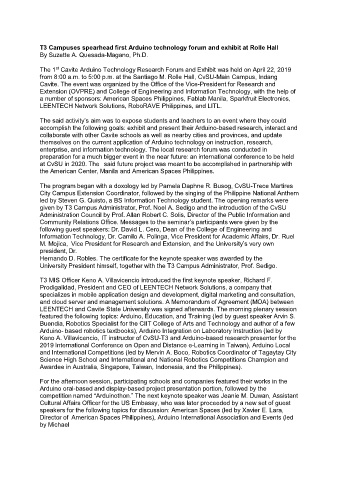 T3 Campuses spearhead first Arduino technology forum and exhibit at Rolle Hall
By Suzette A. Quesada-Magano, Ph.D.
The 1st Cavite Arduino Technology Research Forum and Exhibit was held on April 22, 2019
from 8:00 a.m. to 5:00 p.m. at the Santiago M. Rolle Hall, CvSU-Main Campus, Indang
Cavite. The event was organized by the Office of the Vice-President for Research and
Extension (OVPRE) and College of Engineering and Information Technology, with the help of
a number of sponsors: American Spaces Philippines, Fablab Manila, Sparkfruit Electronics,
LEENTECH Network Solutions, RoboRAVE Philippines, and LITL.
The said activity's aim was to expose students and teachers to an event where they could
accomplish the following goals: exhibit and present their Arduino-based research, interact and
collaborate with other Cavite schools as well as nearby cities and provinces, and update
themselves on the current application of Arduino technology on instruction, research,
enterprise, and information technology. The local research forum was conducted in
preparation for a much bigger event in the near future: an international conference to be held
at CvSU in 2020. The said future project was meant to be accomplished in partnership with
the American Center, Manila and American Spaces Philippines.
The program began with a doxology led by Pamela Daphne R. Busog, CvSU-Trece Martires
City Campus Extension Coordinator, followed by the singing of the Philippine National Anthem
led by Steven G. Guisto, a BS Information Technology student. The opening remarks were
given by T3 Campus Administrator, Prof. Noel A. Sedigo and the introduction of the CvSU
Administration Council by Prof. Allan Robert C. Solis, Director of the Public Information and
Community Relations Office. Messages to the seminar's participants were given by the
following guest speakers: Dr. David L. Cero, Dean of the College of Engineering and
Information Technology, Dr. Camilo A. Polinga, Vice President for Academic Affairs, Dr. Ruel
M. Mojica, Vice President for Research and Extension, and the University's very own
president, Dr.
Hernando D. Robles. The certificate for the keynote speaker was awarded by the
University President himself, together with the T3 Campus Administrator, Prof. Sedigo.
T3 MIS Officer Keno A. Villavicencio introduced the first keynote speaker, Richard F.
Prodigalidad, President and CEO of LEENTECH Network Solutions, a company that
specializes in mobile application design and development, digital marketing and consultation,
and cloud server and management solutions. A Memorandum of Agreement (MOA) between
LEENTECH and Cavite State University was signed afterwards. The morning plenary session
featured the following topics: Arduino, Education, and Training (led by guest speaker Arvin S.
Buendia, Robotics Specialist for the CIIT College of Arts and Technology and author of a few
Arduino- based robotics textbooks), Arduino Integration on Laboratory Instruction (led by
Keno A. Villavicencio, IT instructor of CvSU-T3 and Arduino-based research presenter for the
2019 International Conference on Open and Distance e-Learning in Taiwan), Arduino Local
and International Competitions (led by Mervin A. Boco, Robotics Coordinator of Tagaytay City
Science High School and International and National Robotics Competitions Champion and
Awardee in Australia, Singapore, Taiwan, Indonesia, and the Philippines).
For the afternoon session, participating schools and companies featured their works in the
Arduino oral-based and display-based project presentation portion, followed by the
competition named “Arduinothon.” The next keynote speaker was Jeanie M. Duwan, Assistant
Cultural Affairs Officer for the US Embassy, who was later proceeded by a new set of guest
speakers for the following topics for discussion: American Spaces (led by Xavier E. Lara,
Director of American Spaces Philippines), Arduino International Association and Events (led
by Michael